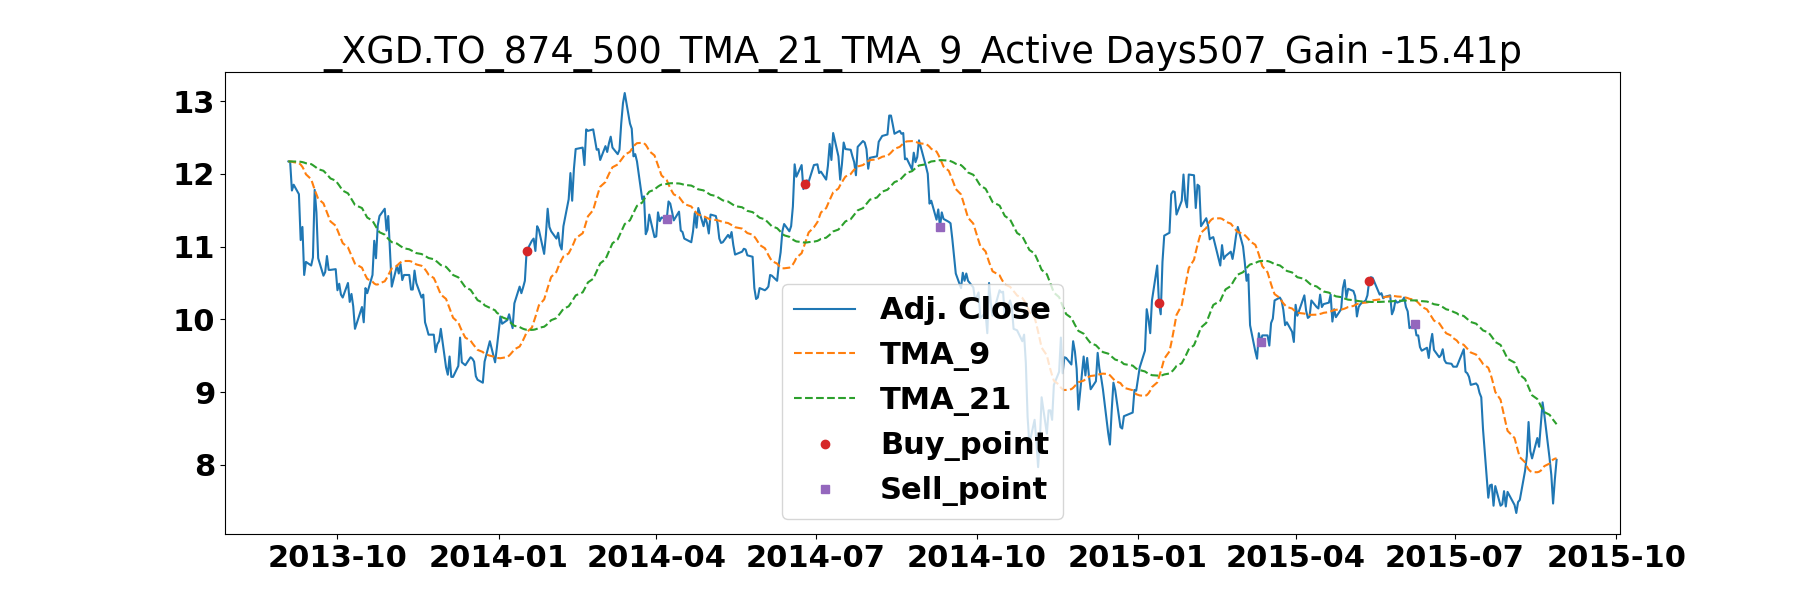 _XGD.TO_874_500_TMA_21_TMA_9_Active Days507_Gain -15.41p
13
12
11
10
9
8
Adj. Close
TMA_9
TMA_21
Buy_point
Sell_point
2013-10 2014-01 2014-04 2014-07 2014-10 2015-01 2015-04 2015-07 2015-10